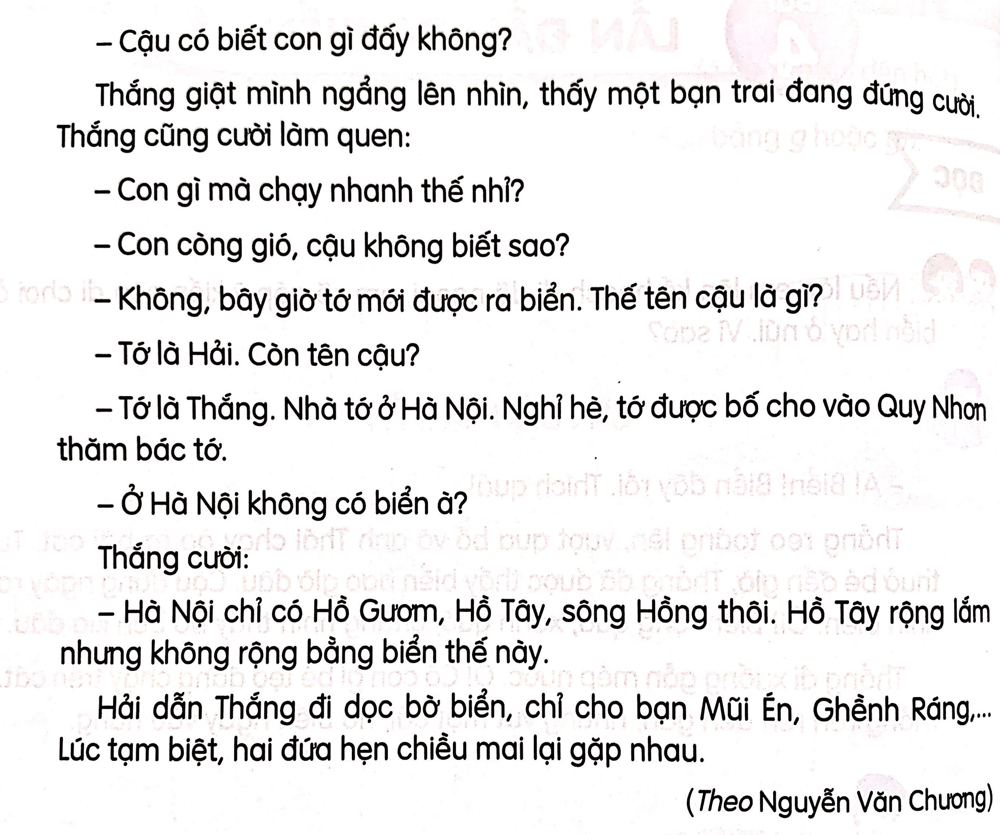 – Cậu có biết con gì đấy không?
Thắng giật mình ngẩng lên nhìn, thấy một bạn trai đang đứng cười.
Thắng cũng cười làm quen:
– Con gì mà chạy nhanh thế nhỉ?
– Con còng gió, cậu không biết sao?
– Không, bây giờ tớ mới được ra biển. Thế tên cậu là gì?
– Tớ là Hải. Còn tên cậu?
– Tớ là Thắng. Nhà tớ ở Hà Nội. Nghỉ hè, tớ được bố cho vào Quy Nhơn
thăm bác tớ.
– Ở Hà Nội không có biển à?
Thắng cười:
– Hà Nội chỉ có Hồ Gươm, Hồ Tây, sông Hồng thôi. Hồ Tây rộng lắm
nhưng không rộng bằng biển thế này.
Hải dẫn Thắng đi dọc bờ biển, chỉ cho bạn Mũi Én, Ghềnh Ráng,...
Lúc tạm biệt, hai đứa hẹn chiều mai lại gặp nhau.
(Theo Nguyễn Văn Chương)